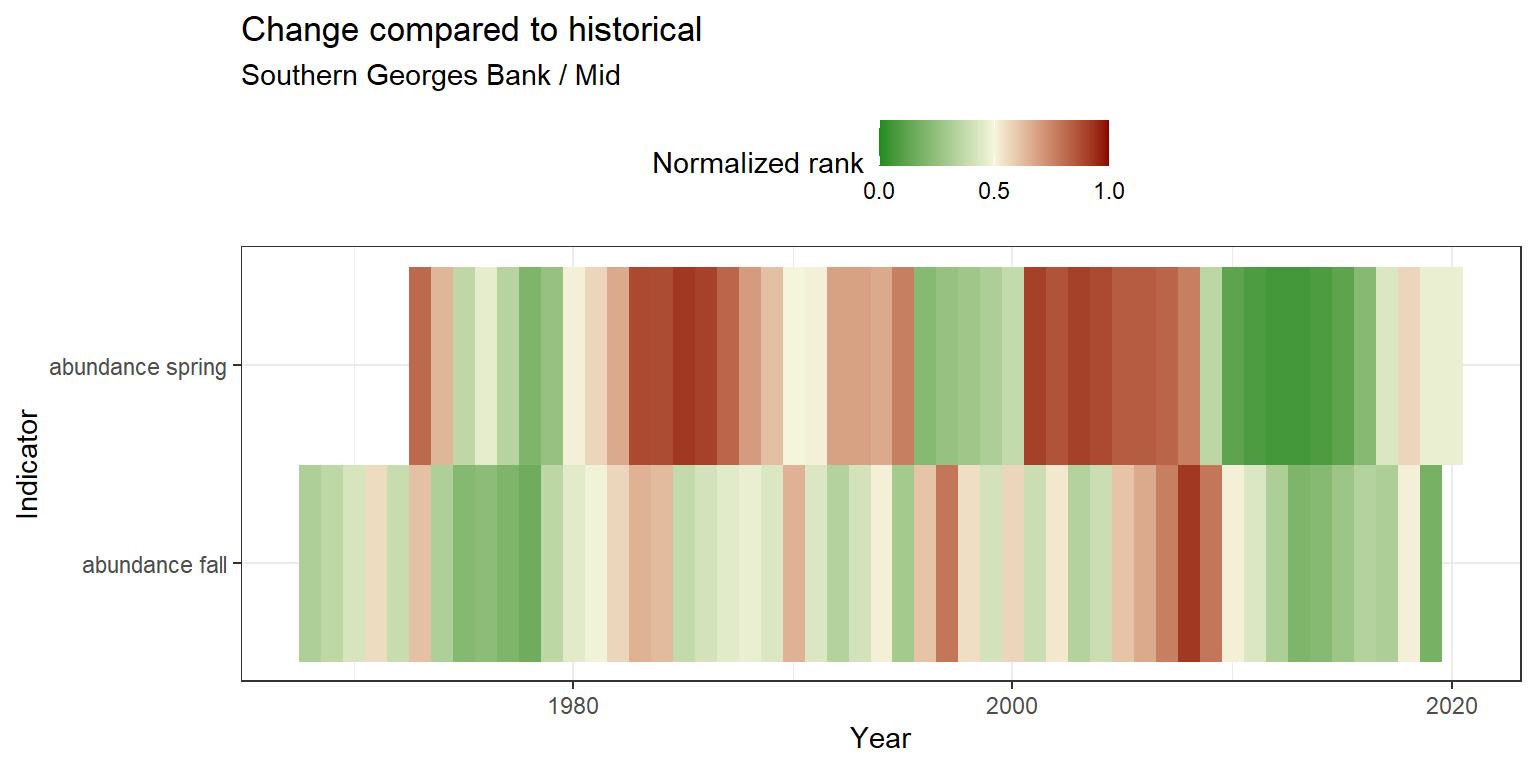 Change compared to historical
Southern Georges Bank / Mid
Normalized rank
0.0 0.5 1.0
abundance spring
abundance fall
Indicator
1980 2000 2020
Year